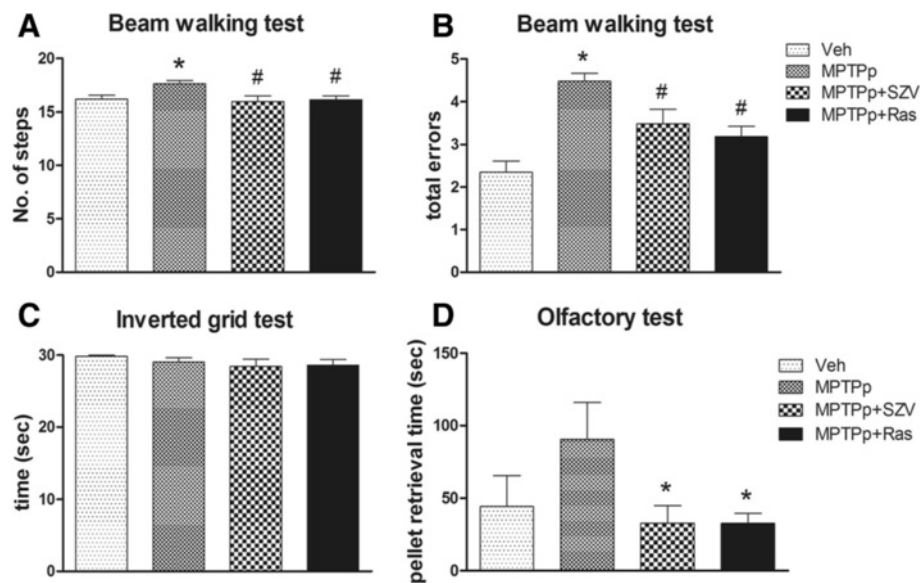 A
Beam walking test
No. of steps
20
15
10
5
0
*
#
#
B
Beam walking test
total errors
5
4
3
2
1
0
*
#
#
Veh
MPTPp
MPTPp+SZV
MPTPp+Ras
C
Inverted grid test
time (sec)
30
20
10
0
D
Olfactory test
pellet retrieval time (sec)
150
100
50
0
*
*
Veh
MPTPp
MPTPp+SZV
MPTPp+Ras